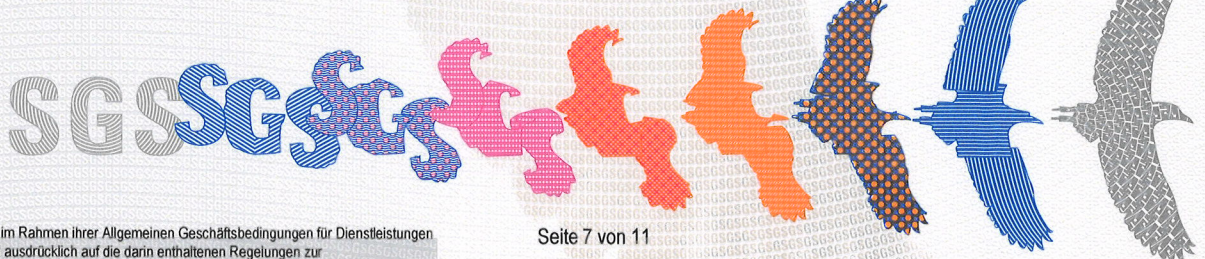 SGS SGS SGS
im Rahmen ihrer Allgemeinen Geschäftsbedingungen für Dienstleistungen
ausdrücklich auf die darin enthaltenen Regelungen zur
Seite 7 von 11